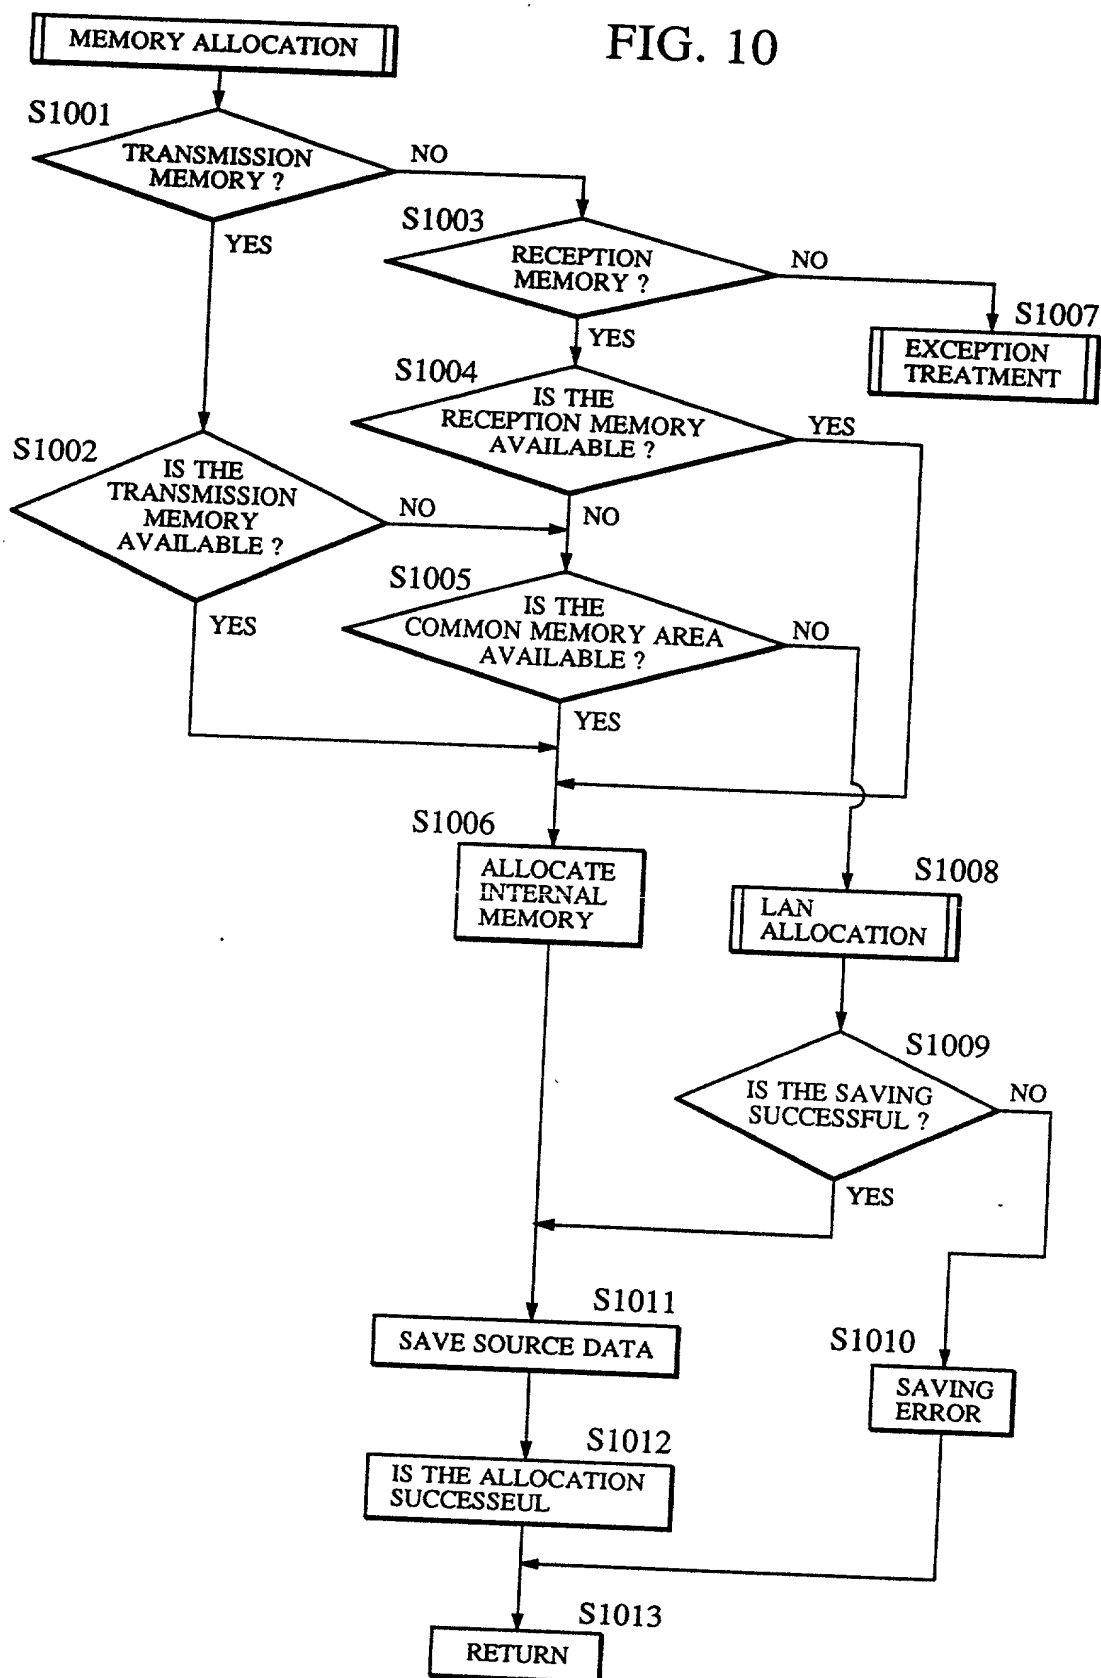 FIG. 10
MEMORY ALLOCATION
S1001
TRANSMISSION
MEMORY ?
NO
YES
S1003
RECEPTION
MEMORY ?
NO
YES
S1007
EXCEPTION
TREATMENT
S1004
IS THE
RECEPTION MEMORY
AVAILABLE ?
YES
NO
S1002
IS THE
TRANSMISSION
MEMORY
AVAILABLE ?
NO
YES
S1005
IS THE
COMMON MEMORY AREA
AVAILABLE ?
NO
YES
S1006
ALLOCATE
INTERNAL
MEMORY
S1008
LAN
ALLOCATION
S1009
IS THE SAVING
SUCCESSFUL ?
NO
YES
S1011
SAVE SOURCE DATA
S1010
SAVING
ERROR
S1012
IS THE ALLOCATION
SUCCESSEUL
S1013
RETURN